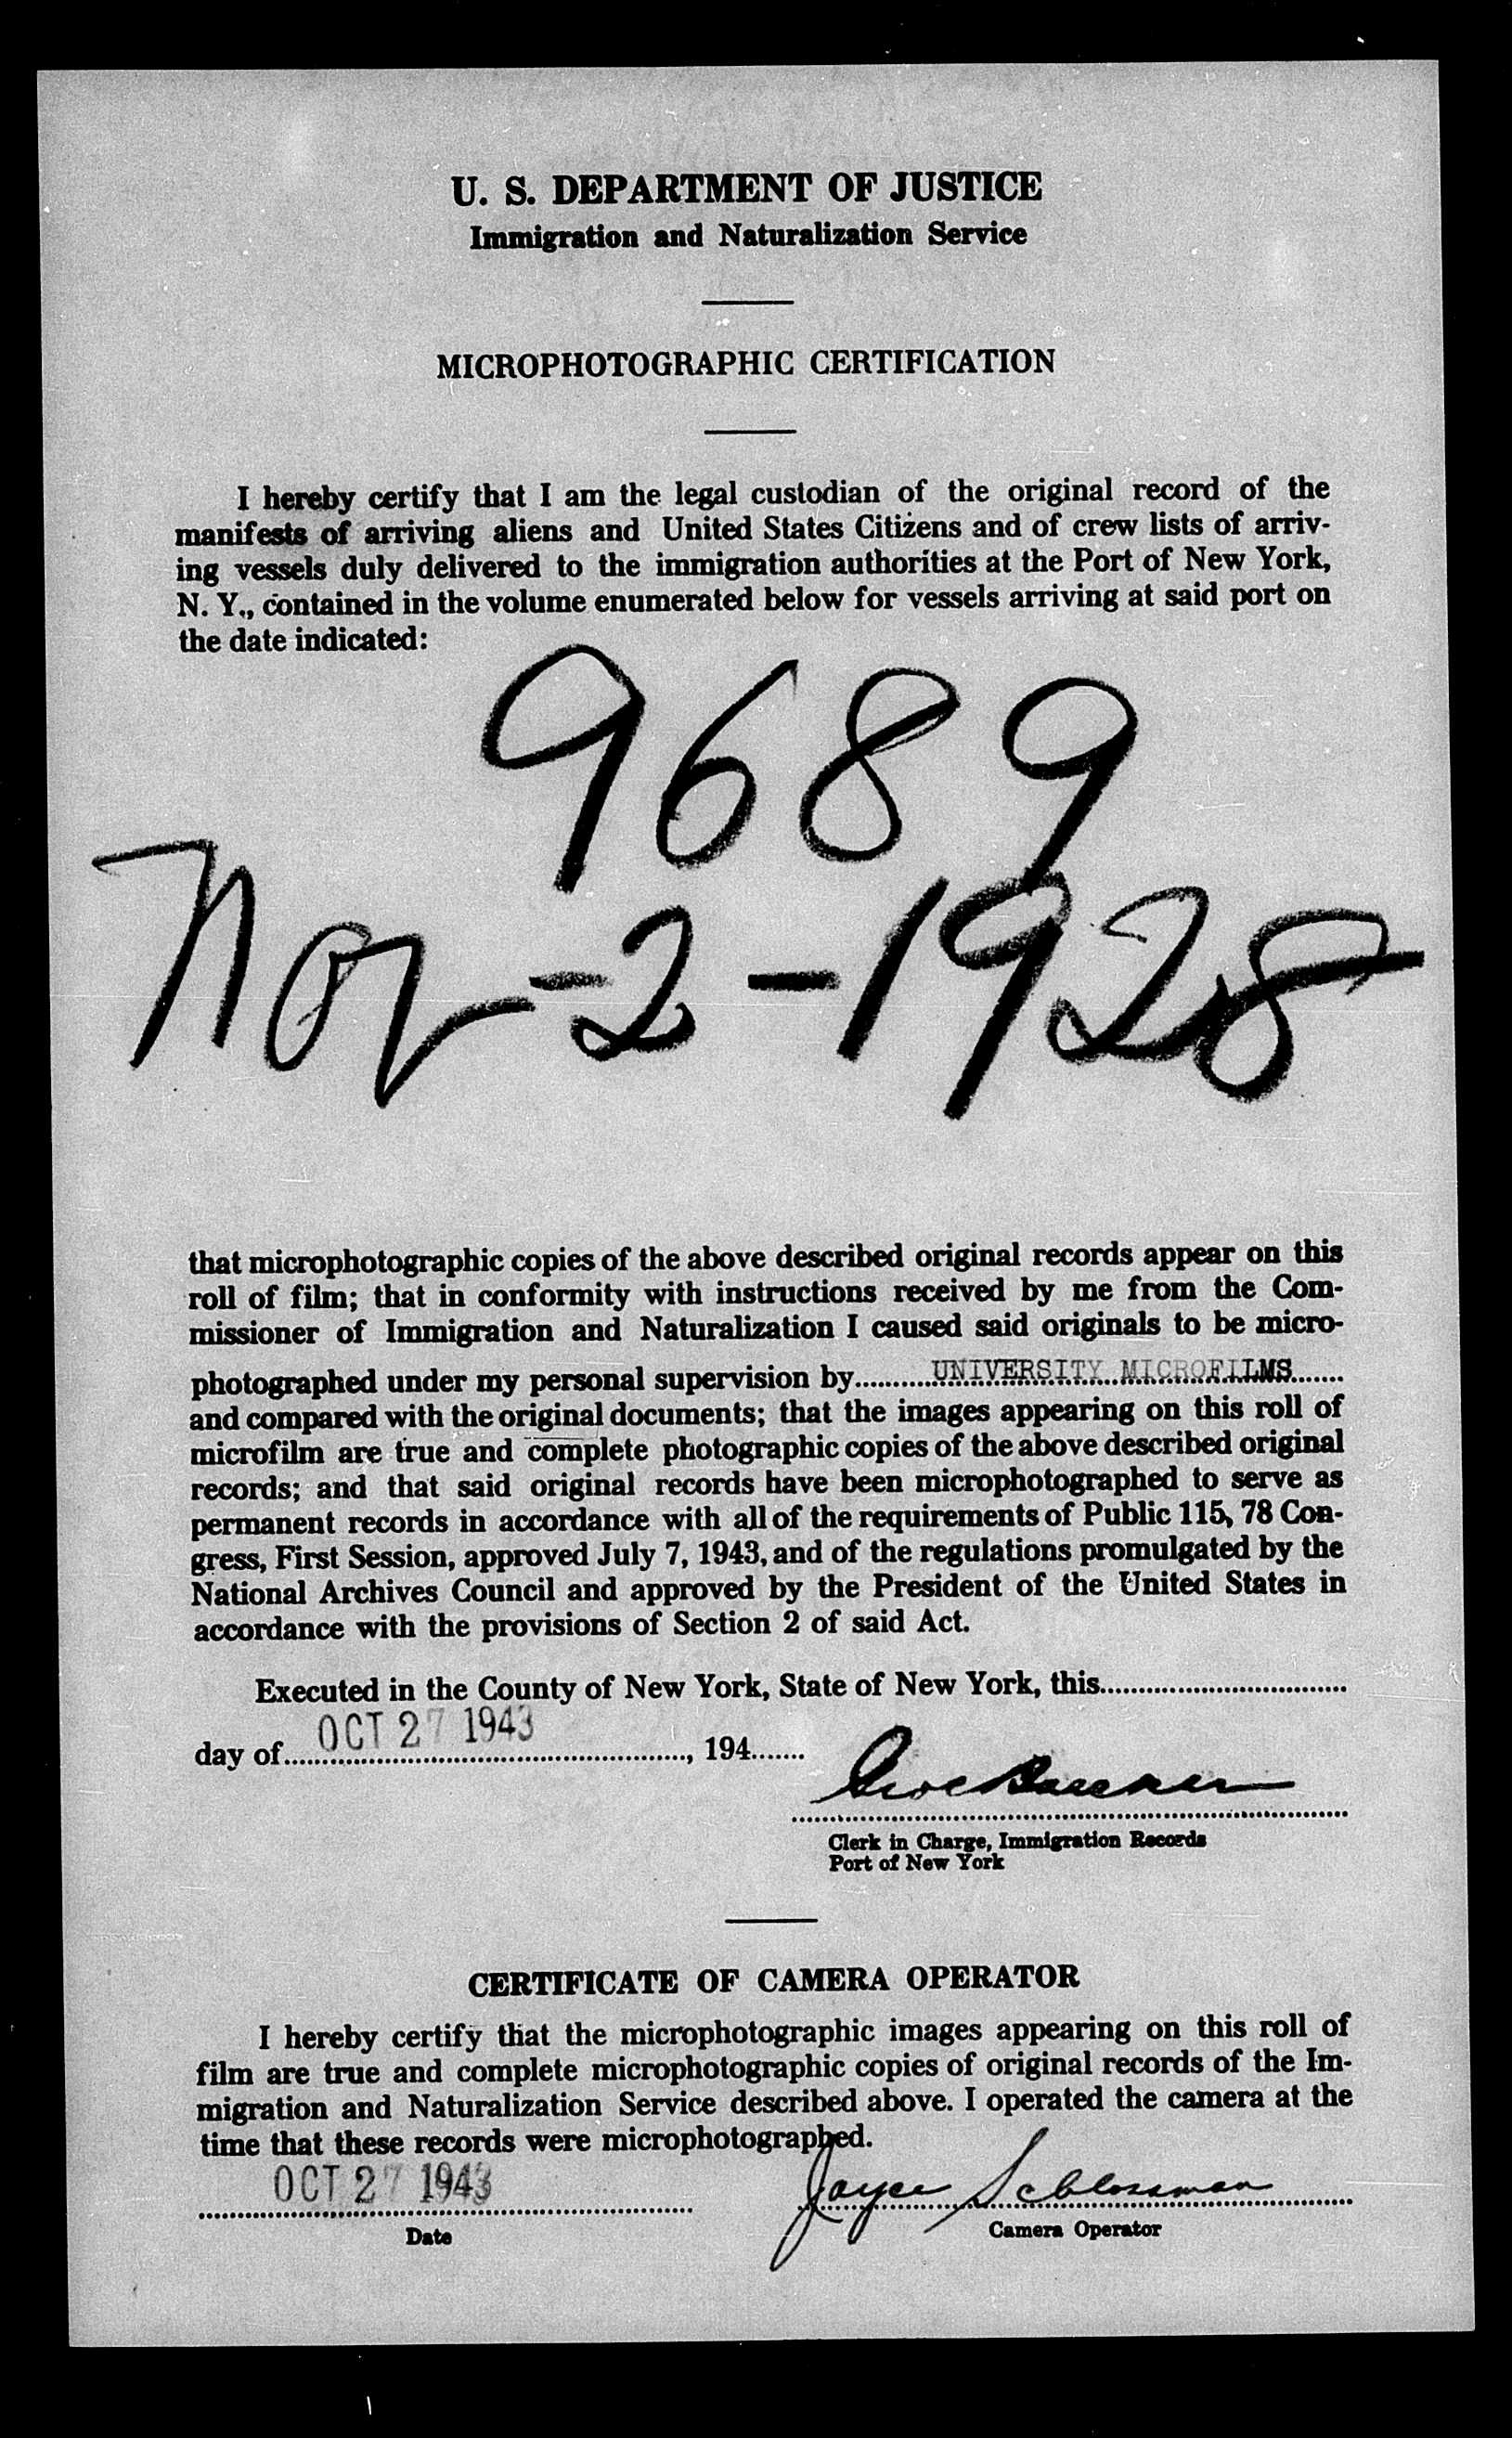 U. S. DEPARTMENT OF JUSTICE
Immigration and Naturalization Service
MICROPHOTOGRAPHIC CERTIFICATION
I hereby certify that I am the legal custodian of the original record of the
manifests of arriving aliens and United States Citizens and of crew lists of arriv-
ing vessels duly delivered to the immigration authorities at the Port of New York,
N. Y., contained in the volume enumerated below for vessels arriving at said port on
the date indicated:
9689
Nov-2-1928
that microphotographic copies of the above described original records appear on this
roll of film; that in conformity with instructions received by me from the Com-
missioner of Immigration and Naturalization I caused said originals to be micro-
photographed under my personal supervision by UNIVERSITY MICROFILMS
and compared with the original documents; that the images appearing on this roll of
microfilm are true and complete photographic copies of the above described original
records; and that said original records have been microphotographed to serve as
permanent records in accordance with all of the requirements of Public 115, 78 Con-
gress, First Session, approved July 7, 1943, and of the regulations promulgated by the
National Archives Council and approved by the President of the United States in
accordance with the provisions of Section 2 of said Act.
Executed in the County of New York, State of New York, this
day of OCT 27 1943, 194
Clerk in Charge, Immigration Records
Port of New York
CERTIFICATE OF CAMERA OPERATOR
I hereby certify that the microphotographic images appearing on this roll of
film are true and complete microphotographic copies of original records of the Im-
migration and Naturalization Service described above. I operated the camera at the
time that these records were microphotographed.
OCT 27 1943 Joyce Schlossman
Date Camera Operator